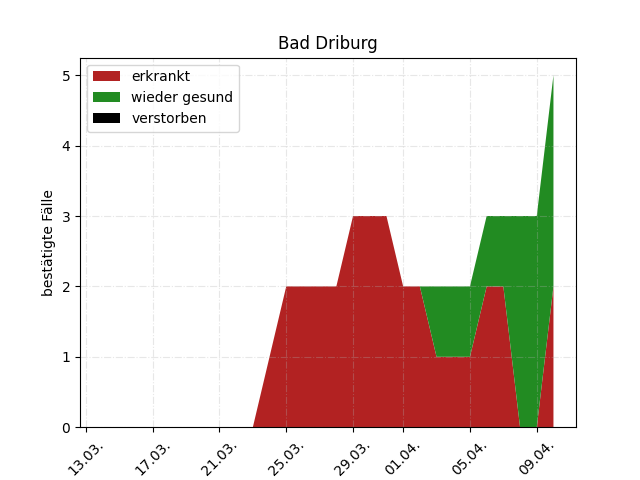 Bad Driburg
erkrankt
wieder gesund
verstorben
bestätigte Fälle
5
4
3
2
1
0
13.03.
17.03.
21.03.
25.03.
29.03.
01.04.
05.04.
09.04.